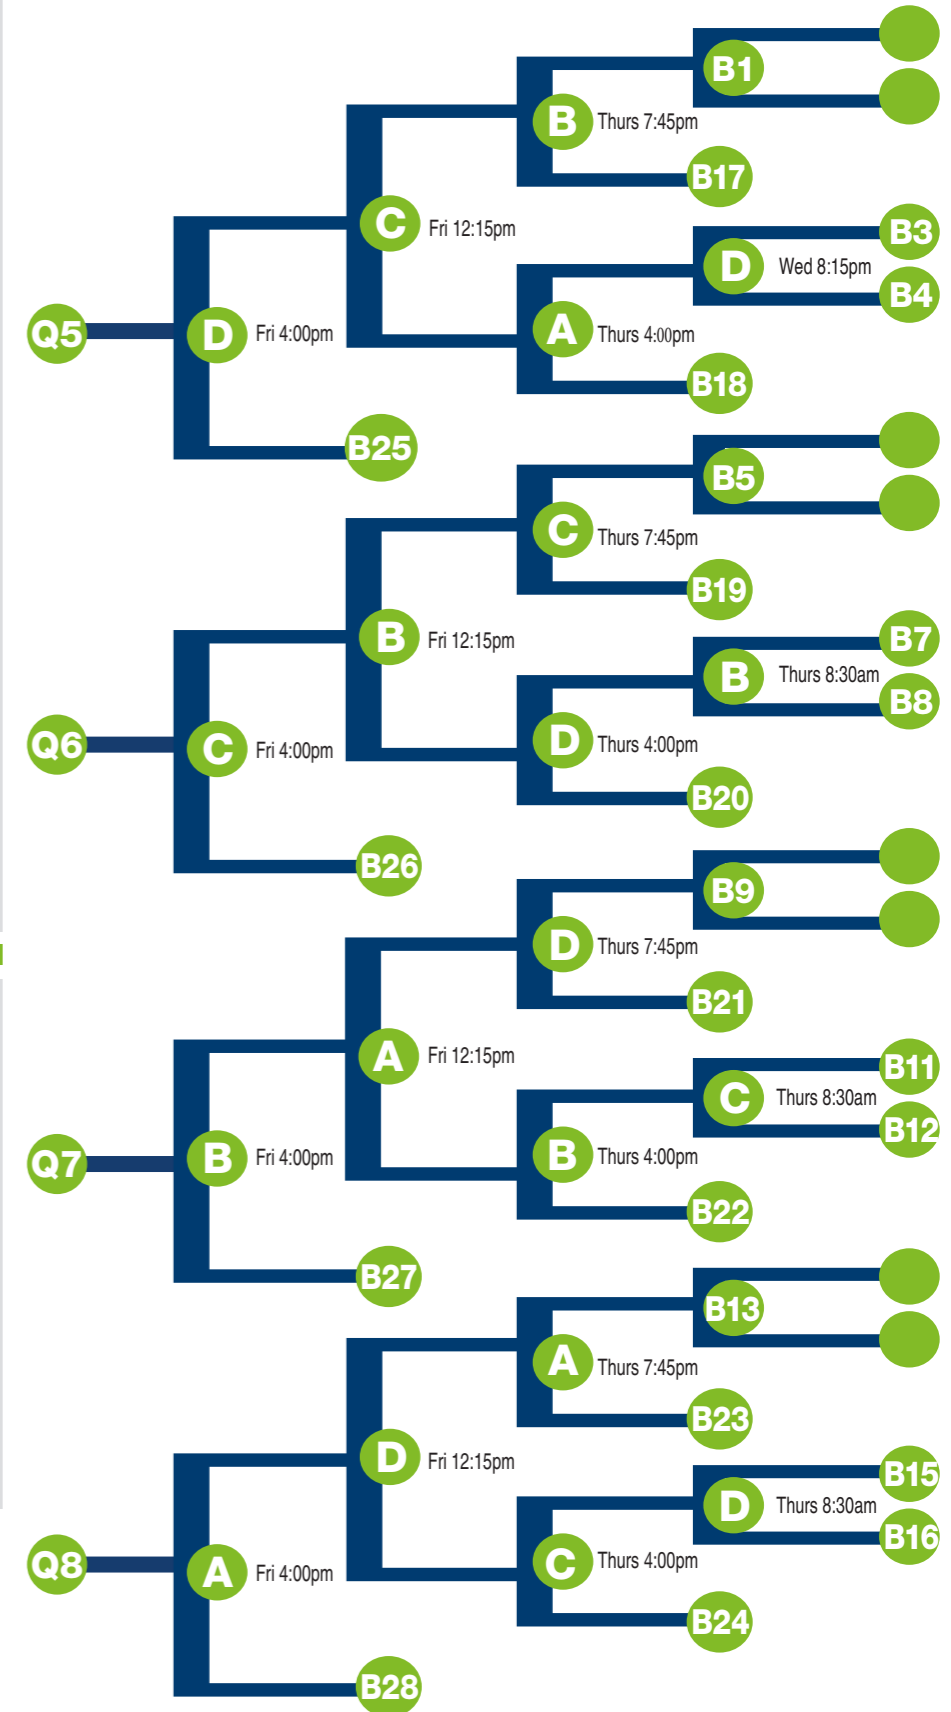 B1
B Thurs 7:45pm
B17
C Fri 12:15pm
B3
D Wed 8:15pm
B4
Q5
D Fri 4:00pm
A Thurs 4:00pm
B18
B25
B5
C Thurs 7:45pm
B19
B Fri 12:15pm
B7
B Thurs 8:30am
B8
Q6
C Fri 4:00pm
D Thurs 4:00pm
B20
B26
B9
D Thurs 7:45pm
B21
A Fri 12:15pm
B11
C Thurs 8:30am
B12
Q7
B Fri 4:00pm
B Thurs 4:00pm
B22
B27
B13
A Thurs 7:45pm
B23
D Fri 12:15pm
B15
D Thurs 8:30am
B16
Q8
A Fri 4:00pm
C Thurs 4:00pm
B24
B28